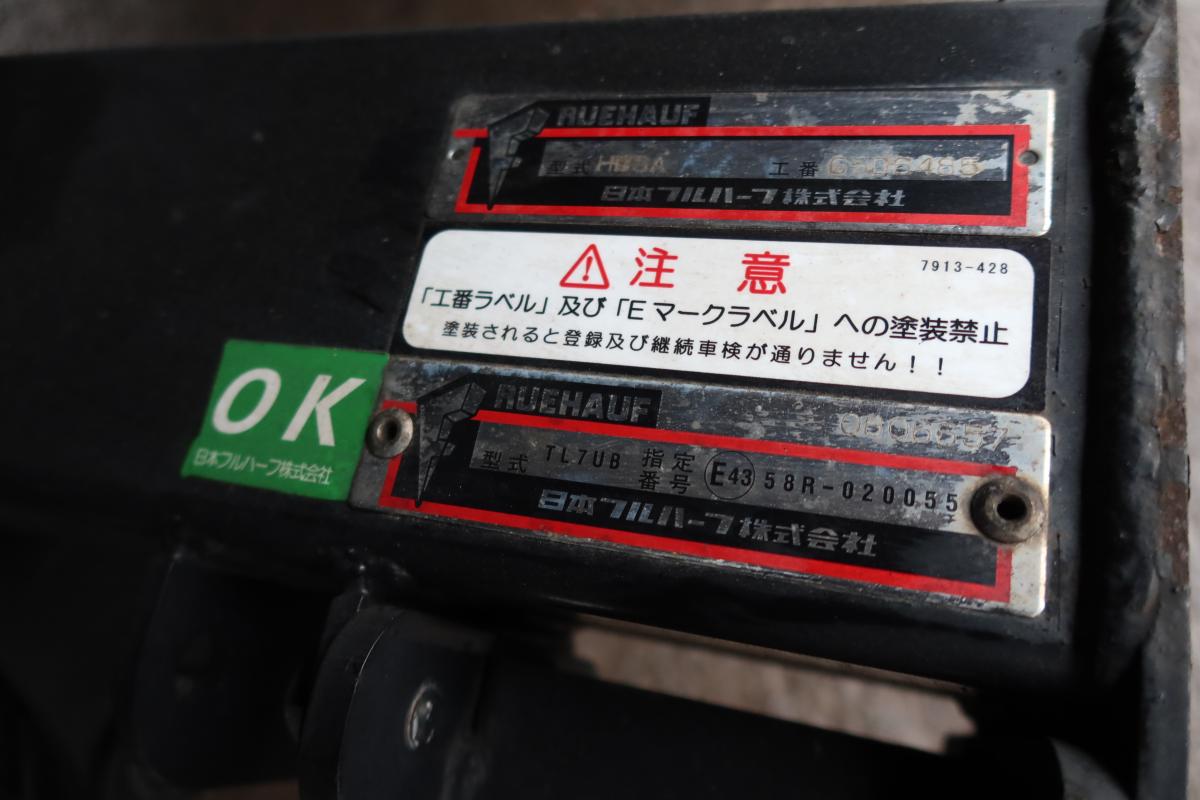 FRUEHAUF
型式 工番
日本フルハーフ株式会社
注意 7913-428
「工番ラベル」及び「Eマークラベル」への塗装禁止
塗装されると登録及び継続車検が通りません!!
OK
日本フルハーフ株式会社
FRUEHAUF
型式 TL7UB 指定番号 E43 58R-020055
日本フルハーフ株式会社